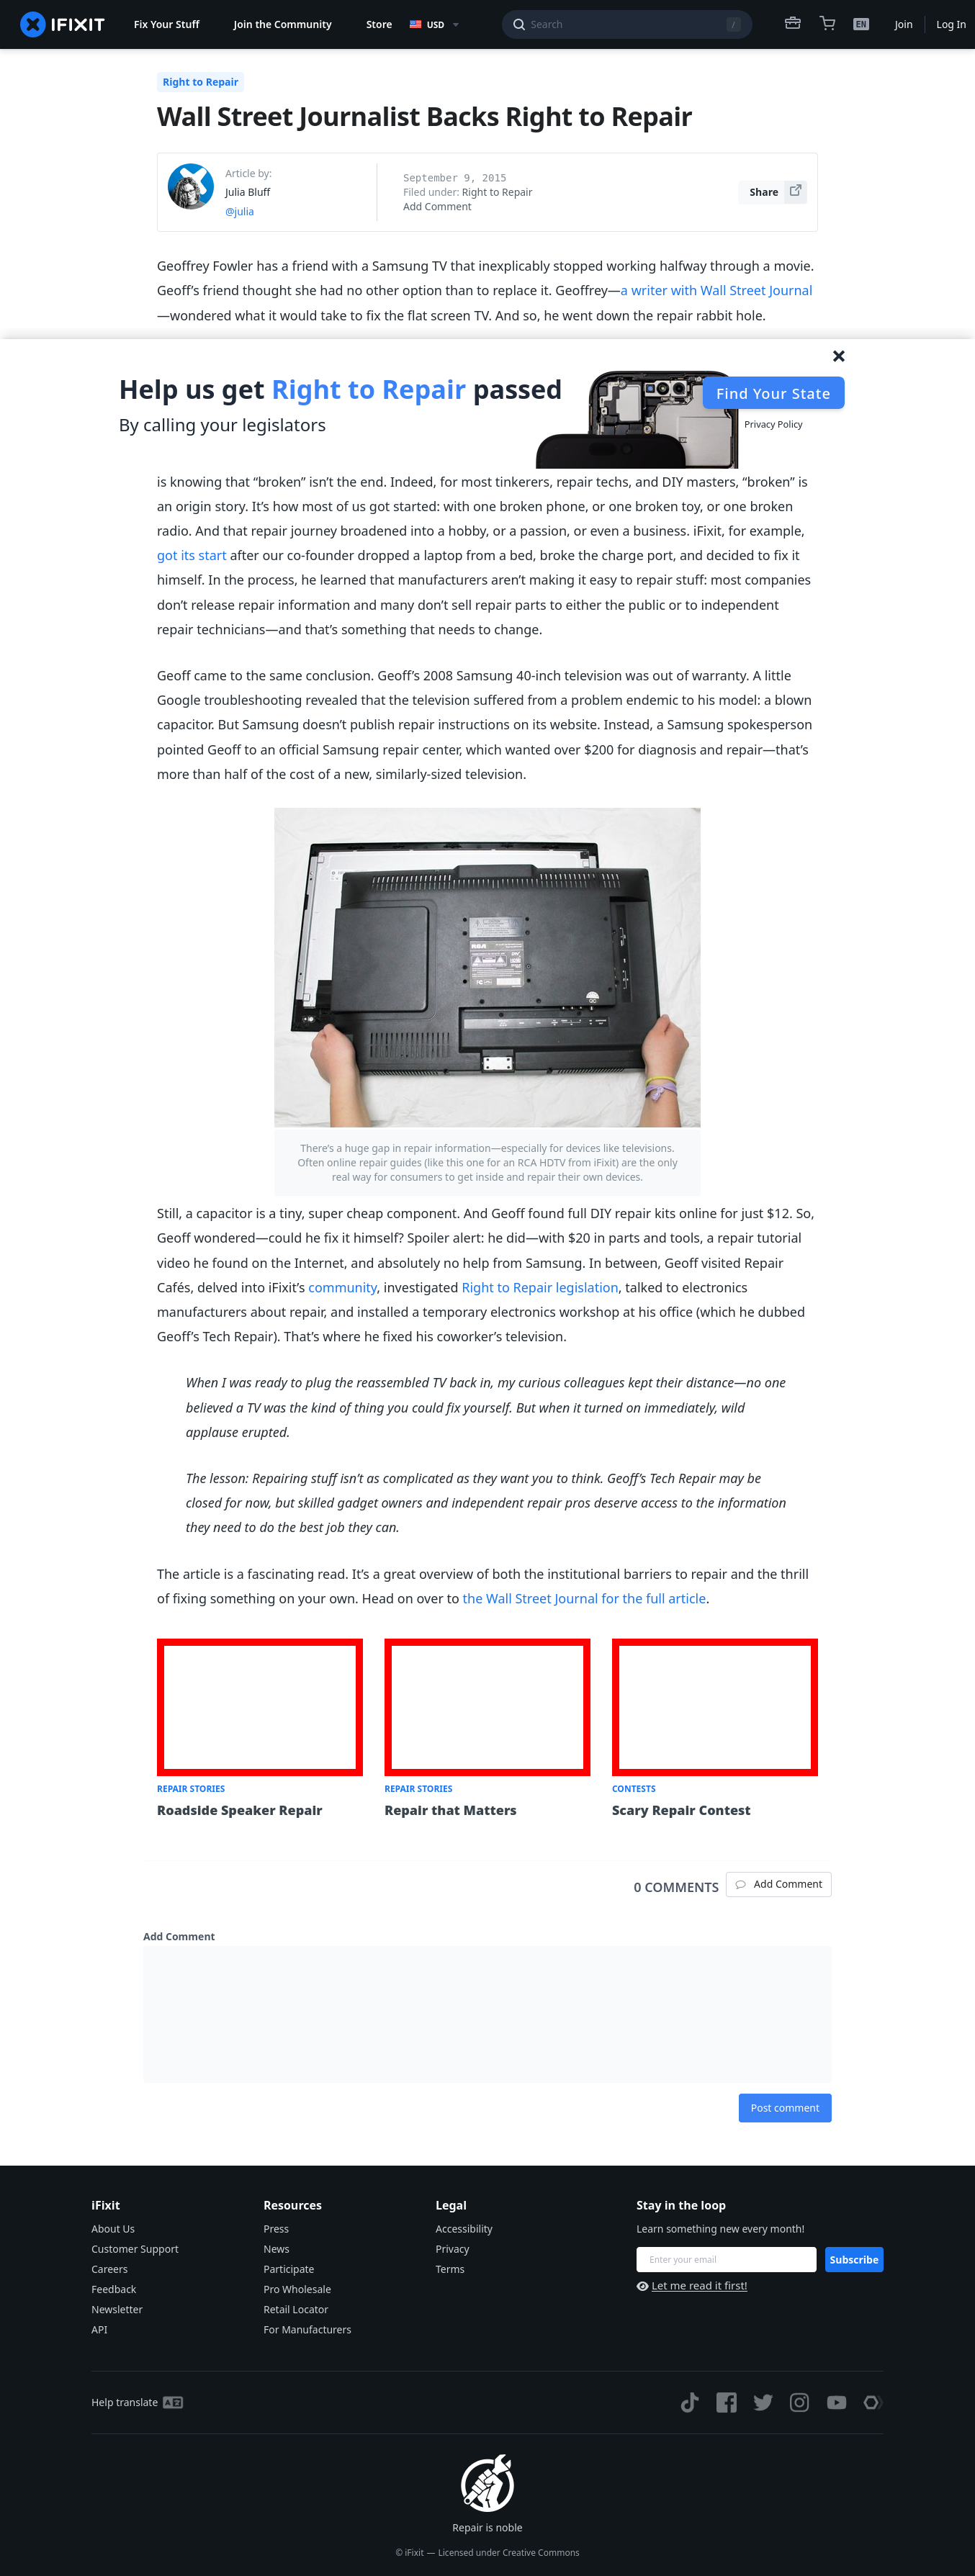 IFIXIT
Fix Your Stuff
Join the Community
Store
USD
Search
/
EN
Join
Log In
Right to Repair
Wall Street Journalist Backs Right to Repair
Article by:
Julia Bluff
@julia
September 9, 2015
Filed under: Right to Repair
Add Comment
Share
Geoffrey Fowler has a friend with a Samsung TV that inexplicably stopped working halfway through a movie.
Geoff’s friend thought she had no other option than to replace it. Geoffrey—a writer with Wall Street Journal
—wondered what it would take to fix the flat screen TV. And so, he went down the repair rabbit hole.
Help us get Right to Repair passed
By calling your legislators
Find Your State
Privacy Policy
is knowing that “broken” isn’t the end. Indeed, for most tinkerers, repair techs, and DIY masters, “broken” is
an origin story. It’s how most of us got started: with one broken phone, or one broken toy, or one broken
radio. And that repair journey broadened into a hobby, or a passion, or even a business. iFixit, for example,
got its start after our co-founder dropped a laptop from a bed, broke the charge port, and decided to fix it
himself. In the process, he learned that manufacturers aren’t making it easy to repair stuff: most companies
don’t release repair information and many don’t sell repair parts to either the public or to independent
repair technicians—and that’s something that needs to change.
Geoff came to the same conclusion. Geoff’s 2008 Samsung 40-inch television was out of warranty. A little
Google troubleshooting revealed that the television suffered from a problem endemic to his model: a blown
capacitor. But Samsung doesn’t publish repair instructions on its website. Instead, a Samsung spokesperson
pointed Geoff to an official Samsung repair center, which wanted over $200 for diagnosis and repair—that’s
more than half of the cost of a new, similarly-sized television.
RCA
There’s a huge gap in repair information—especially for devices like televisions.
Often online repair guides (like this one for an RCA HDTV from iFixit) are the only
real way for consumers to get inside and repair their own devices.
Still, a capacitor is a tiny, super cheap component. And Geoff found full DIY repair kits online for just $12. So,
Geoff wondered—could he fix it himself? Spoiler alert: he did—with $20 in parts and tools, a repair tutorial
video he found on the Internet, and absolutely no help from Samsung. In between, Geoff visited Repair
Cafés, delved into iFixit’s community, investigated Right to Repair legislation, talked to electronics
manufacturers about repair, and installed a temporary electronics workshop at his office (which he dubbed
Geoff’s Tech Repair). That’s where he fixed his coworker’s television.
When I was ready to plug the reassembled TV back in, my curious colleagues kept their distance—no one
believed a TV was the kind of thing you could fix yourself. But when it turned on immediately, wild
applause erupted.
The lesson: Repairing stuff isn’t as complicated as they want you to think. Geoff’s Tech Repair may be
closed for now, but skilled gadget owners and independent repair pros deserve access to the information
they need to do the best job they can.
The article is a fascinating read. It’s a great overview of both the institutional barriers to repair and the thrill
of fixing something on your own. Head on over to the Wall Street Journal for the full article.
REPAIR STORIES
Roadside Speaker Repair
REPAIR STORIES
Repair that Matters
CONTESTS
Scary Repair Contest
0 COMMENTS
Add Comment
Add Comment
Post comment
iFixit
About Us
Customer Support
Careers
Feedback
Newsletter
API
Resources
Press
News
Participate
Pro Wholesale
Retail Locator
For Manufacturers
Legal
Accessibility
Privacy
Terms
Stay in the loop
Learn something new every month!
Enter your email
Subscribe
Let me read it first!
Help translate
Repair is noble
© iFixit — Licensed under Creative Commons